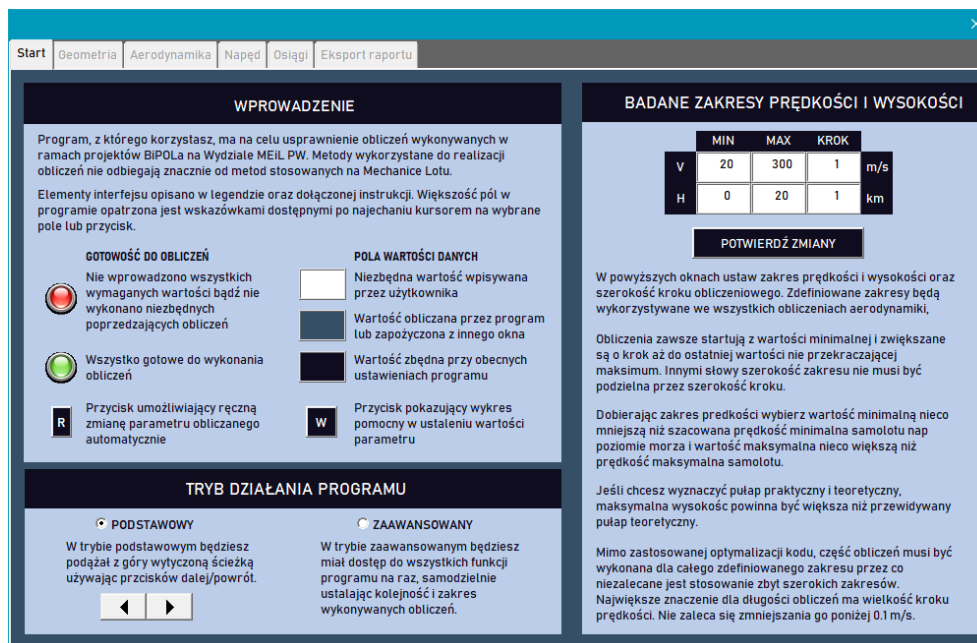 Start Geometria Aerodynamika Napęd Osiągi Eksport raportu
WPROWADZENIE
Program, z którego korzystasz, ma na celu usprawnienie obliczeń wykonywanych w
ramach projektów BiPOLa na Wydziale MEiL PW. Metody wykorzystane do realizacji
obliczeń nie odbiegają znacznie od metod stosowanych na Mechanice Lotu.
Elementy interfejsu opisano w legendzie oraz dołączonej instrukcji. Większość pól w
programie opatrzona jest wskazówkami dostępnymi po najechaniu kursorem na wybrane
pole lub przycisk.
GOTOWOŚĆ DO OBLICZEŃ
Nie wprowadzono wszystkich
wymaganych wartości bądź nie
wykonano niezbędnych
poprzedzających obliczeń
Wszystko gotowe do wykonania
obliczeń
R
Przycisk umożliwiający ręczną
zmianę parametru obliczanego
automatycznie
POLA WARTOŚCI DANYCH
Niezbędna wartość wpisywana
przez użytkownika
Wartość obliczana przez program
lub zapożyczona z innego okna
Wartość zbędna przy obecnych
ustawieniach programu
W
Przycisk pokazujący wykres
pomocny w ustaleniu wartości
parametru
TRYB DZIAŁANIA PROGRAMU
PODSTAWOWY
W trybie podstawowym będziesz
podążał z góry wytyczoną ścieżką
używając przcisków dalej/powrót.
ZAAWANSOWANY
W trybie zaawansowanym będziesz
miał dostęp do wszystkich funkcji
programu na raz, samodzielnie
ustalając kolejność i zakres
wykonywanych obliczeń.
BADANE ZAKRESY PRĘDKOŚCI I WYSOKOŚCI
MIN MAX KROK
V 20 300 1 m/s
H 0 20 1 km
POTWIERDŹ ZMIANY
W powyższych oknach ustaw zakres prędkości i wysokości oraz
szerokość kroku obliczeniowego. Zdefiniowane zakresy będą
wykorzystywane we wszystkich obliczeniach aerodynamiki,
Obliczenia zawsze startują z wartości minimalnej i zwiększane
są o krok aż do ostatniej wartości nie przekraczającej
maksimum. Innymi słowy szerokość zakresu nie musi być
podzielna przez szerokość kroku.
Dobierając zakres predkości wybierz wartość minimalną nieco
mniejszą niż szacowana prędkość minimalna samolotu nap
poziomie morza i wartość maksymalna nieco większą niż
prędkość maksymalna samolotu.
Jeśli chcesz wyznaczyć pułap praktyczny i teoretyczny,
maksymalna wysokośc powinna być większa niż przewidywany
pułap teoretyczny.
Mimo zastosowanej optymalizacji kodu, część obliczeń musi być
wykonana dla całego zdefiniowanego zakresu przez co
niezalecane jest stosowanie zbyt szerokich zakresów.
Największe znaczenie dla długości obliczeń ma wielkość kroku
prędkości. Nie zaleca się zmniejszania go poniżej 0.1 m/s.